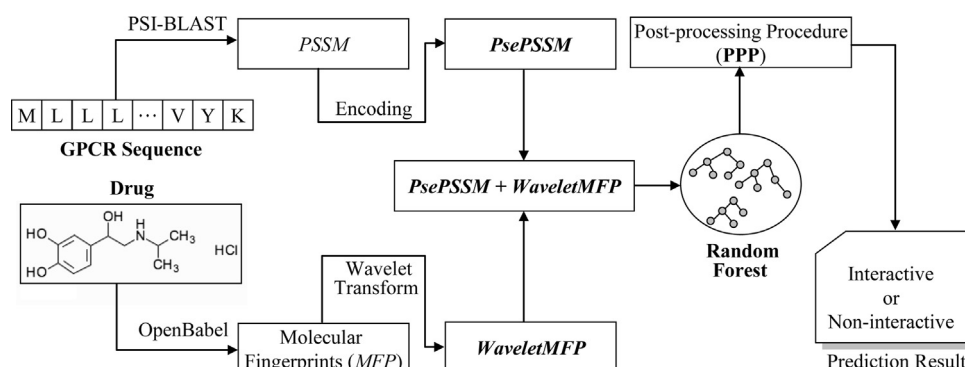 PSI-BLAST
PSSM
PsePSSM
Post-processing Procedure
(PPP)
Encoding
M L L L ... V Y K
GPCR Sequence
Drug
PsePSSM + WaveletMFP
OH
HO
HO
H
N
CH₃
CH₃
HCl
Random
Forest
Wavelet
Transform
Interactive
or
Non-interactive
OpenBabel
Molecular
Fingerprints (MFP)
WaveletMFP
Prediction Result